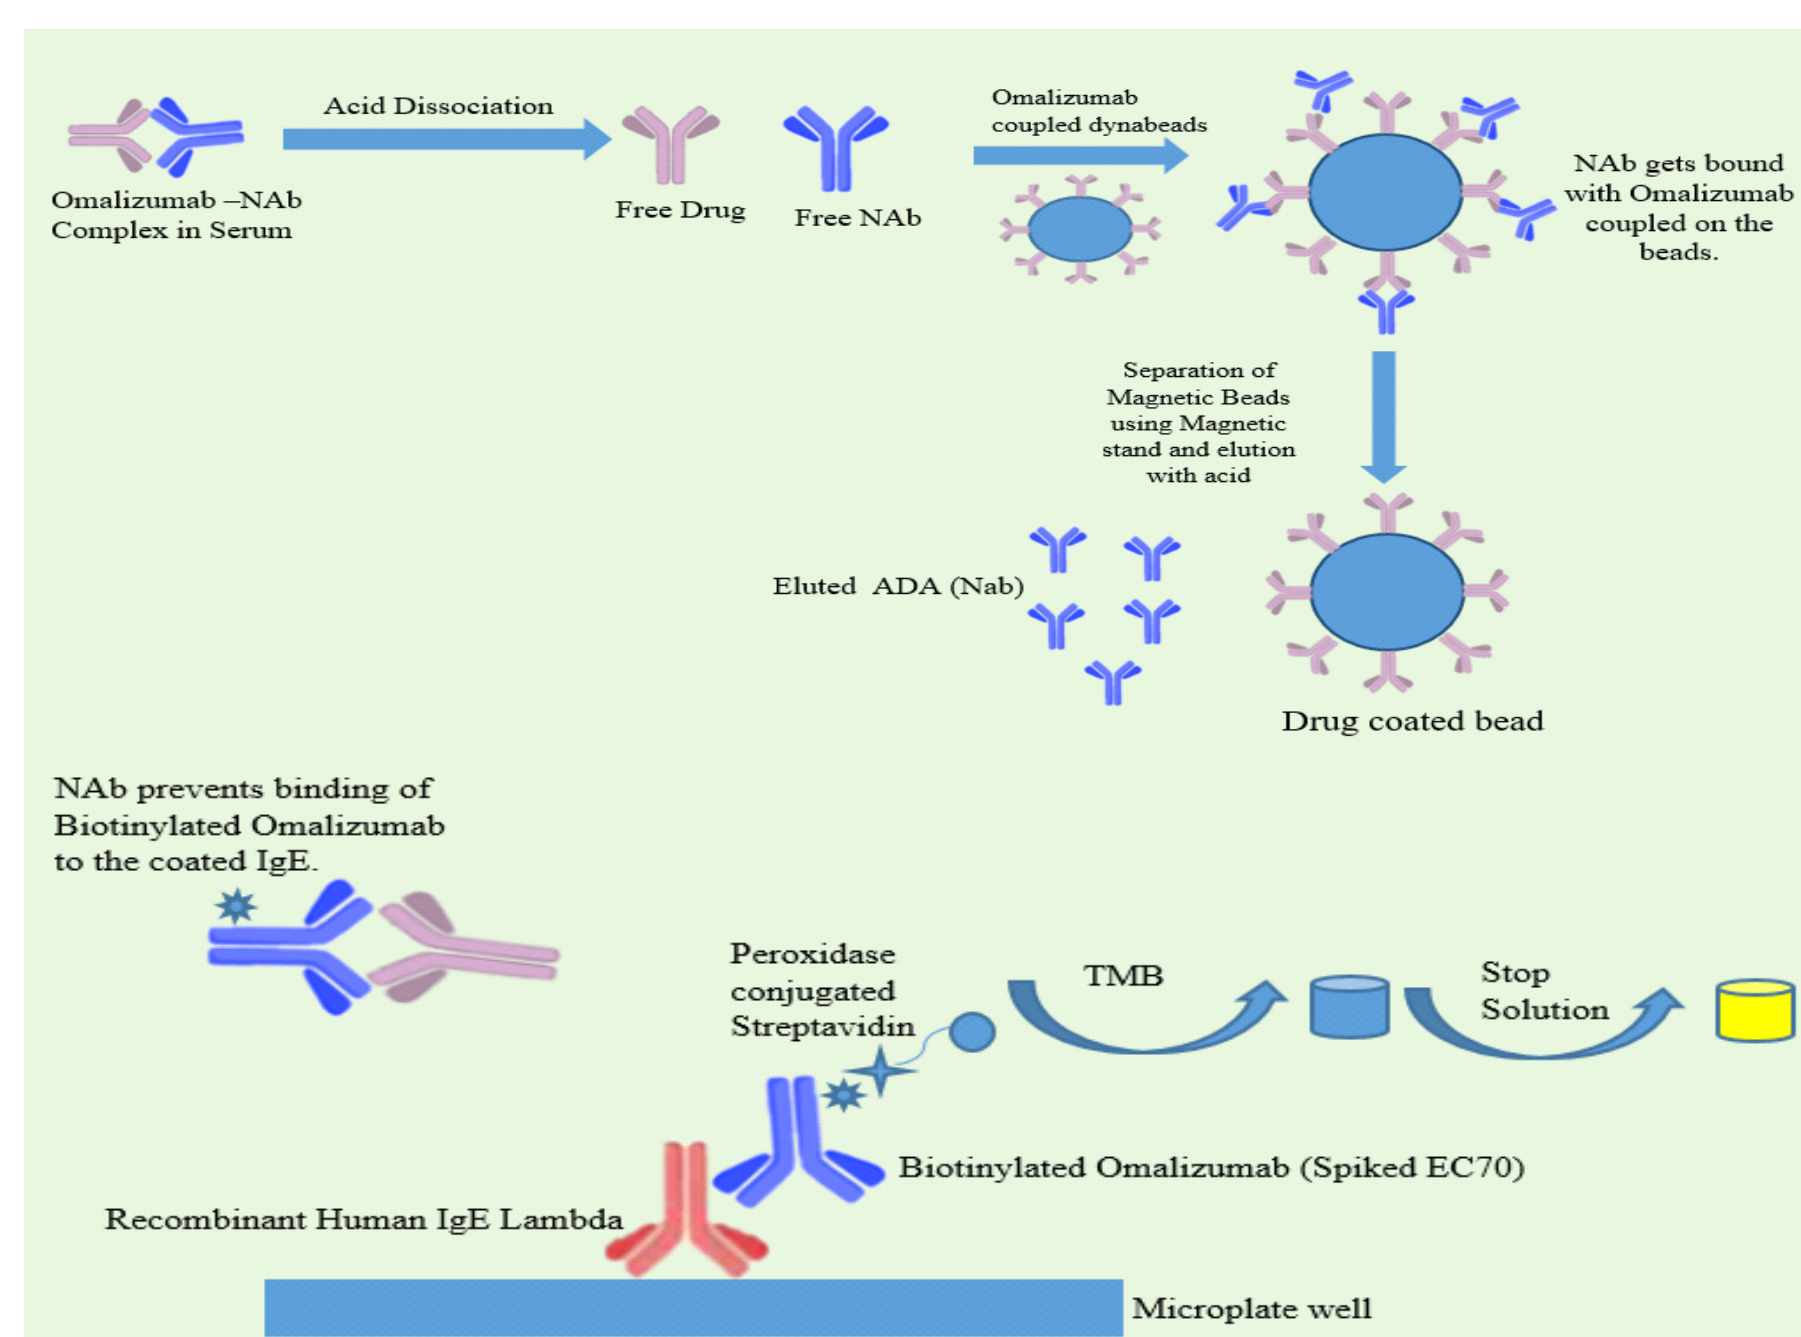 Acid Dissociation
Omalizumab –NAb
Complex in Serum
Free Drug
Free NAb
Omalizumab
coupled dynabeads
NAb gets bound
with Omalizumab
coupled on the
beads.
Separation of
Magnetic Beads
using Magnetic
stand and elution
with acid
Eluted ADA (Nab)
Drug coated bead
NAb prevents binding of
Biotinylated Omalizumab
to the coated IgE.
Peroxidase
conjugated
Streptavidin
TMB
Stop
Solution
Biotinylated Omalizumab (Spiked EC70)
Recombinant Human IgE Lambda
Microplate well